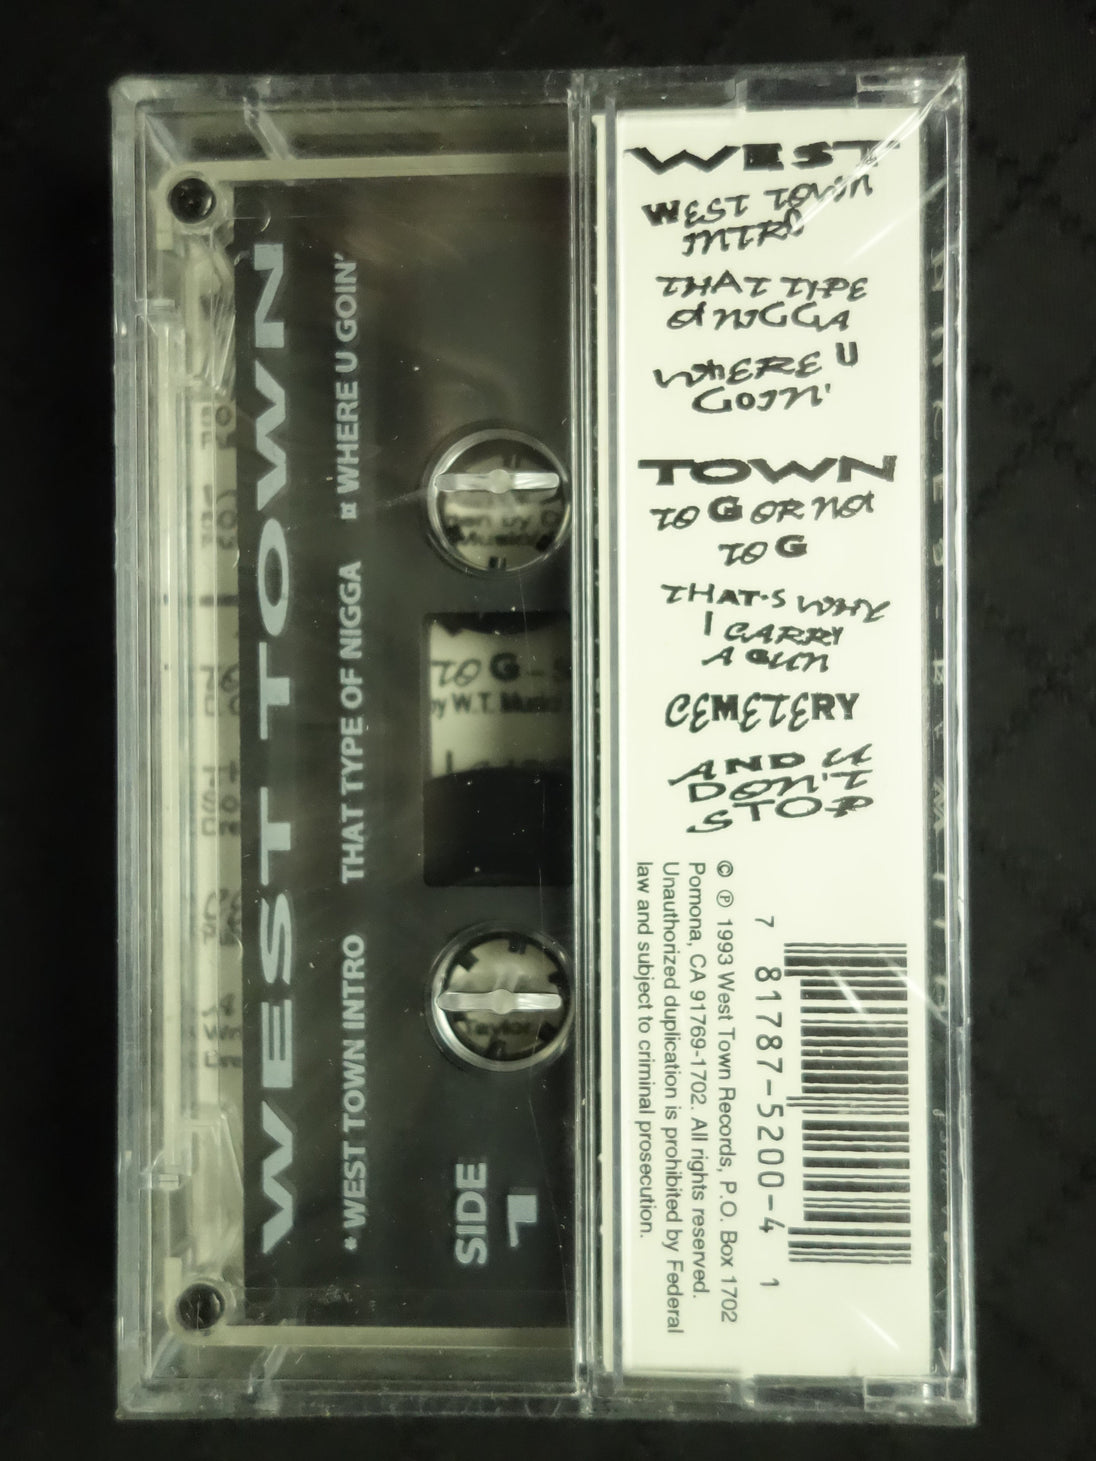 WEST TOWN
* WEST TOWN INTRO THAT TYPE OF NIGGA ¤ WHERE U GOIN'
SIDE
1
Music
TO G - S
by W.T. Music
Taylor
WEST
WEST TOWN
INTRO
THAT TYPE
of NIGGA
WHERE U
GOIN'
TOWN
TO G OR NOt
TO G
THAT'S WHY
I CARRY
A GUN
CEMETERY
AND U
DON'T
STOP
© ℗ 1993 West Town Records, P.O. Box 1702
Pomona, CA 91769-1702. All rights reserved.
Unauthorized duplication is prohibited by Federal
law and subject to criminal prosecution.
7 81787-5200-4 1